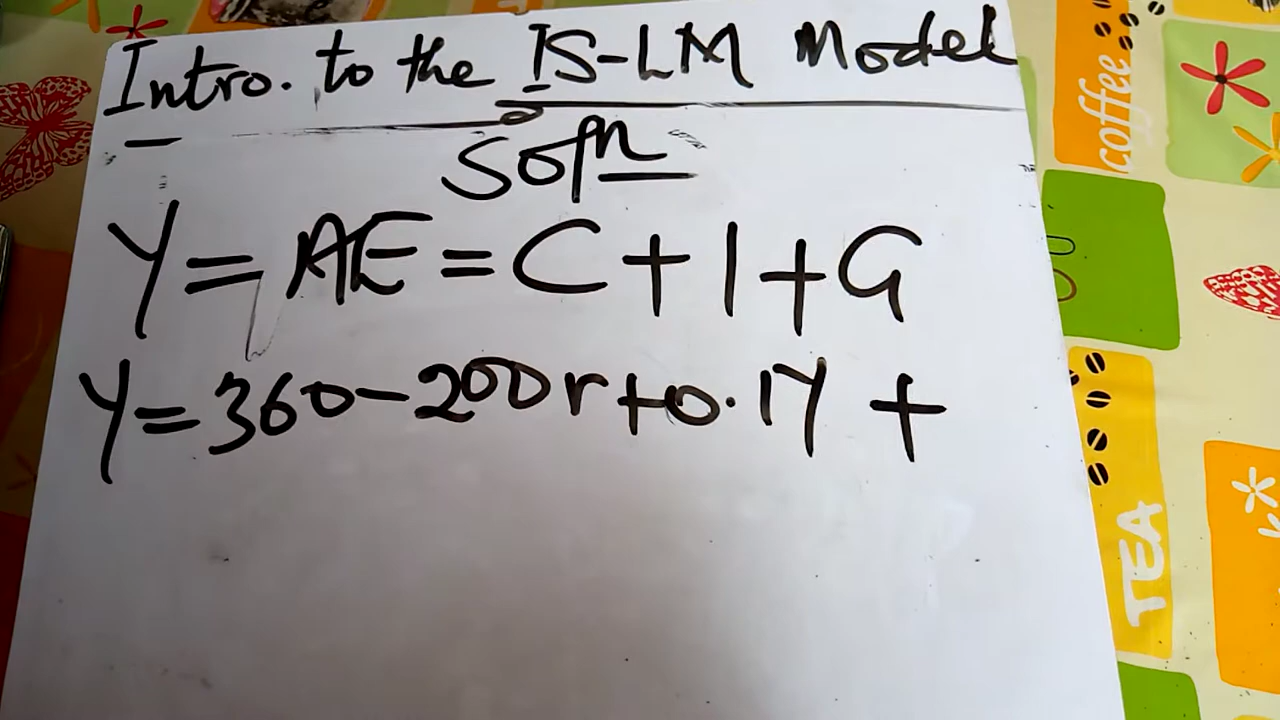 Intro. to the IS-LM Model
Soln
Y = AE = C + I + G
Y = 360 - 200r + 0.1Y +
coffee
TEA